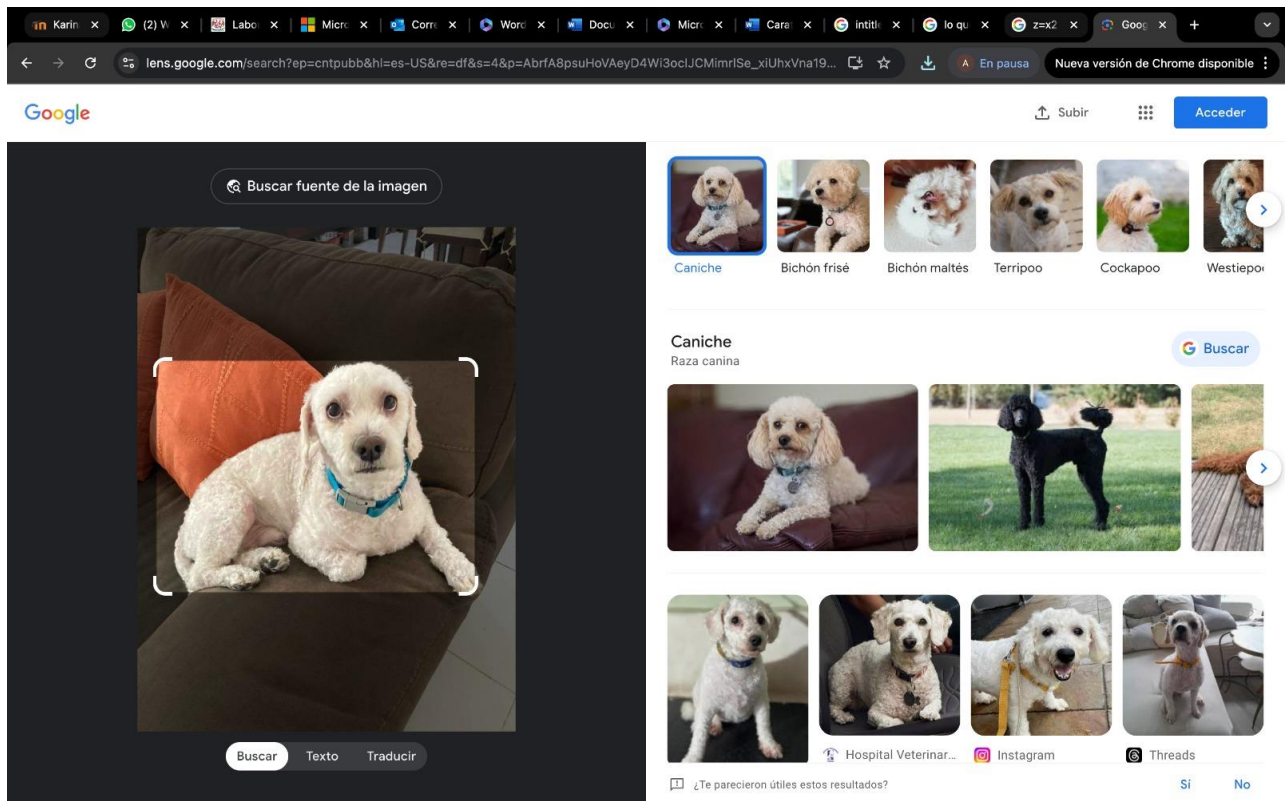 Karin
(2) W
Labo
Micro
Corre
Word
Docu
Micro
Cara
intitle
lo qu
z=x2
Goog
lens.google.com/search?ep=cntpubb&hl=es-US&re=df&s=4&p=
En pausa
Nueva versión de Chrome disponible
Google
Subir
Acceder
Buscar fuente de la imagen
Caniche
Bichón frisé
Bichón maltés
Terripoo
Cockapoo
Westiepoo
Caniche
Raza canina
Buscar
Hospital Veterinar...
Instagram
Threads
Buscar
Texto
Traducir
¿Te parecieron útiles estos resultados?
Sí
No